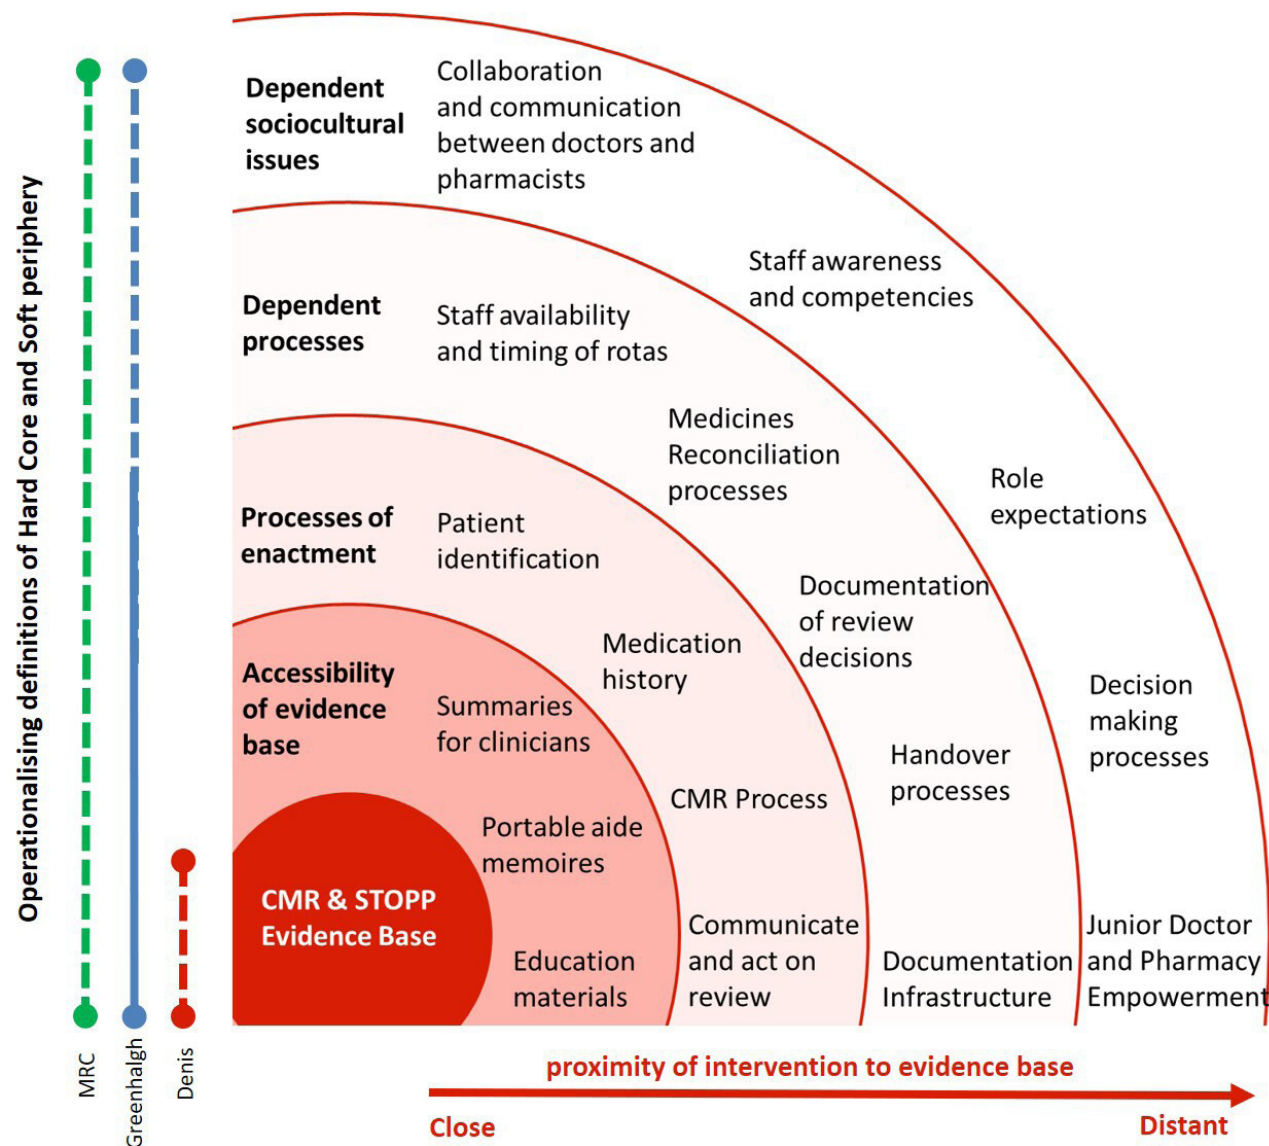 Operationalising definitions of Hard Core and Soft periphery
MRC
Greenhalgh
Denis
Dependent
sociocultural
issues
Collaboration
and communication
between doctors and
pharmacists
Staff awareness
and competencies
Role
expectations
Decision
making
processes
Junior Doctor
and Pharmacy
Empowerment
Dependent
processes
Staff availability
and timing of rotas
Medicines
Reconciliation
processes
Documentation
of review
decisions
Handover
processes
Documentation
Infrastructure
Processes of
enactment
Patient
identification
Medication
history
CMR Process
Communicate
and act on
review
Accessibility
of evidence
base
Summaries
for clinicians
Portable aide
memoires
Education
materials
CMR & STOPP
Evidence Base
proximity of intervention to evidence base
Close
Distant